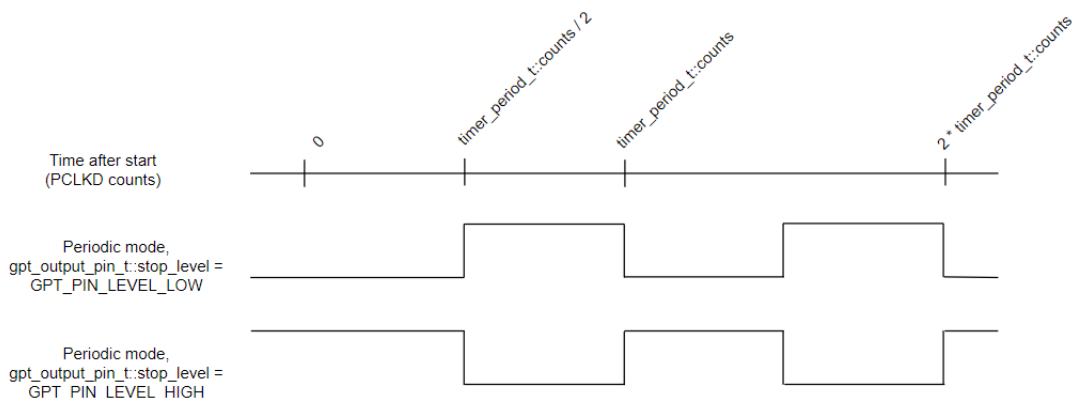 timer_period_t::counts / 2
timer_period_t::counts
2 * timer_period_t::counts
0
Time after start
(PCLKD counts)
Periodic mode,
gpt_output_pin_t::stop_level =
GPT_PIN_LEVEL_LOW
Periodic mode,
gpt_output_pin_t::stop_level =
GPT_PIN_LEVEL_HIGH